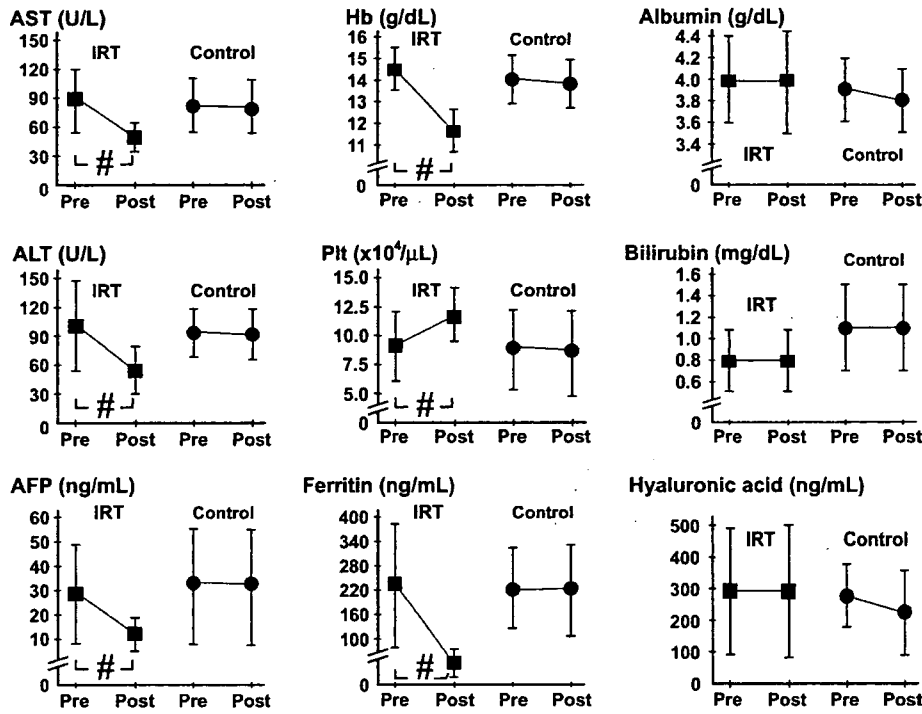 AST (U/L)
150
120
90
60
30
0
IRT
Control
#
Pre Post Pre Post
Hb (g/dL)
16
15
14
13
12
11
0
IRT
Control
#
Pre Post Pre Post
Albumin (g/dL)
4.4
4.2
4.0
3.8
3.6
3.4
0
IRT
Control
Pre Post Pre Post
ALT (U/L)
150
120
90
60
30
0
IRT
Control
#
Pre Post Pre Post
Plt (x10⁴/μL)
15.0
12.5
10.0
7.5
5.0
0
IRT
Control
#
Pre Post Pre Post
Bilirubin (mg/dL)
1.6
1.4
1.2
1.0
0.8
0.6
0
IRT
Control
Pre Post Pre Post
AFP (ng/mL)
60
50
40
30
20
10
0
IRT
Control
#
Pre Post Pre Post
Ferritin (ng/mL)
400
340
280
220
160
100
0
IRT
Control
#
Pre Post Pre Post
Hyaluronic acid (ng/mL)
500
400
300
200
100
0
IRT
Control
Pre Post Pre Post